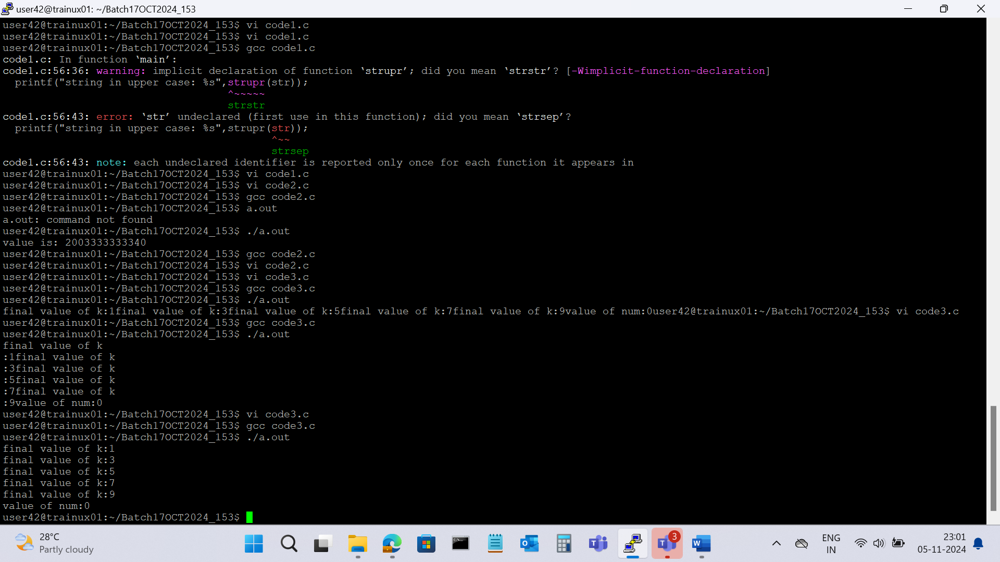 user42@trainux01: ~/Batch17OCT2024_153
user42@trainux01:~/Batch17OCT2024_153$ vi code1.c
user42@trainux01:~/Batch17OCT2024_153$ vi code1.c
user42@trainux01:~/Batch17OCT2024_153$ gcc code1.c
code1.c: In function ‘main’:
code1.c:56:36: warning: implicit declaration of function ‘strupr’; did you mean ‘strstr’? [-Wimplicit-function-declaration]
  printf("string in upper case: %s",strupr(str));
                                    ^~~~~~
                                    strstr
code1.c:56:43: error: ‘str’ undeclared (first use in this function); did you mean ‘strsep’?
  printf("string in upper case: %s",strupr(str));
                                           ^~~
                                           strsep
code1.c:56:43: note: each undeclared identifier is reported only once for each function it appears in
user42@trainux01:~/Batch17OCT2024_153$ vi code1.c
user42@trainux01:~/Batch17OCT2024_153$ vi code2.c
user42@trainux01:~/Batch17OCT2024_153$ gcc code2.c
user42@trainux01:~/Batch17OCT2024_153$ a.out
a.out: command not found
user42@trainux01:~/Batch17OCT2024_153$ ./a.out
value is: 2003333333340
user42@trainux01:~/Batch17OCT2024_153$ gcc code2.c
user42@trainux01:~/Batch17OCT2024_153$ vi code2.c
user42@trainux01:~/Batch17OCT2024_153$ vi code3.c
user42@trainux01:~/Batch17OCT2024_153$ gcc code3.c
user42@trainux01:~/Batch17OCT2024_153$ ./a.out
final value of k:1final value of k:3final value of k:5final value of k:7final value of k:9value of num:0user42@trainux01:~/Batch17OCT2024_153$ vi code3.c
user42@trainux01:~/Batch17OCT2024_153$ gcc code3.c
user42@trainux01:~/Batch17OCT2024_153$ ./a.out
final value of k
:1final value of k
:3final value of k
:5final value of k
:7final value of k
:9value of num:0
user42@trainux01:~/Batch17OCT2024_153$ vi code3.c
user42@trainux01:~/Batch17OCT2024_153$ gcc code3.c
user42@trainux01:~/Batch17OCT2024_153$ ./a.out
final value of k:1
final value of k:3
final value of k:5
final value of k:7
final value of k:9
value of num:0
user42@trainux01:~/Batch17OCT2024_153$
28°C
Partly cloudy
3
ENG
IN
23:01
05-11-2024